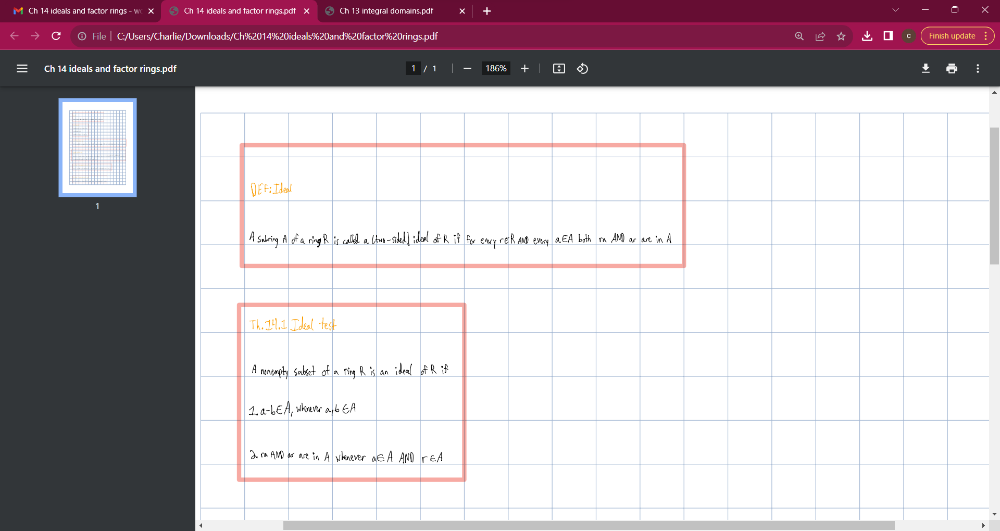 Ch 14 ideals and factor rings - wo
Ch 14 ideals and factor rings.pdf
Ch 13 integral domains.pdf
File
C:/Users/Charlie/Downloads/Ch%2014%20ideals%20and%20factor%20rings.pdf
C
Finish update
Ch 14 ideals and factor rings.pdf
1 / 1
186%
1
DEF: Ideal
A subring A of a ring R is called a (two-sided) ideal of R if for every r∈R AND every a∈A both ra AND ar are in A
Th. 14.1 Ideal test
A nonempty subset of a ring R is an ideal of R if
1. a-b∈A, whenever a,b∈A
2. ra AND ar are in A whenever a∈A AND r∈A